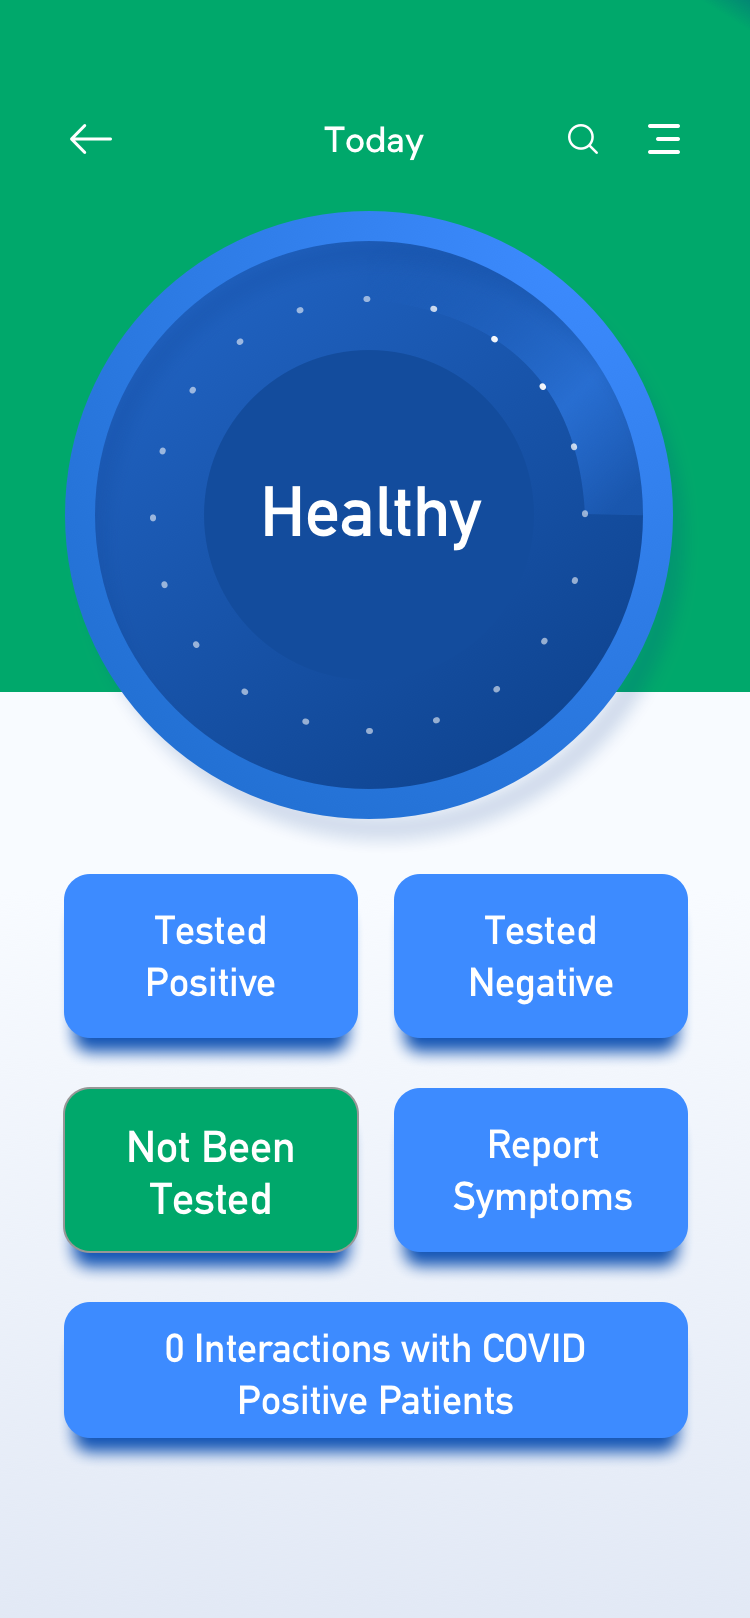 Today
Healthy
Tested
Positive
Tested
Negative
Not Been
Tested
Report
Symptoms
0 Interactions with COVID
Positive Patients